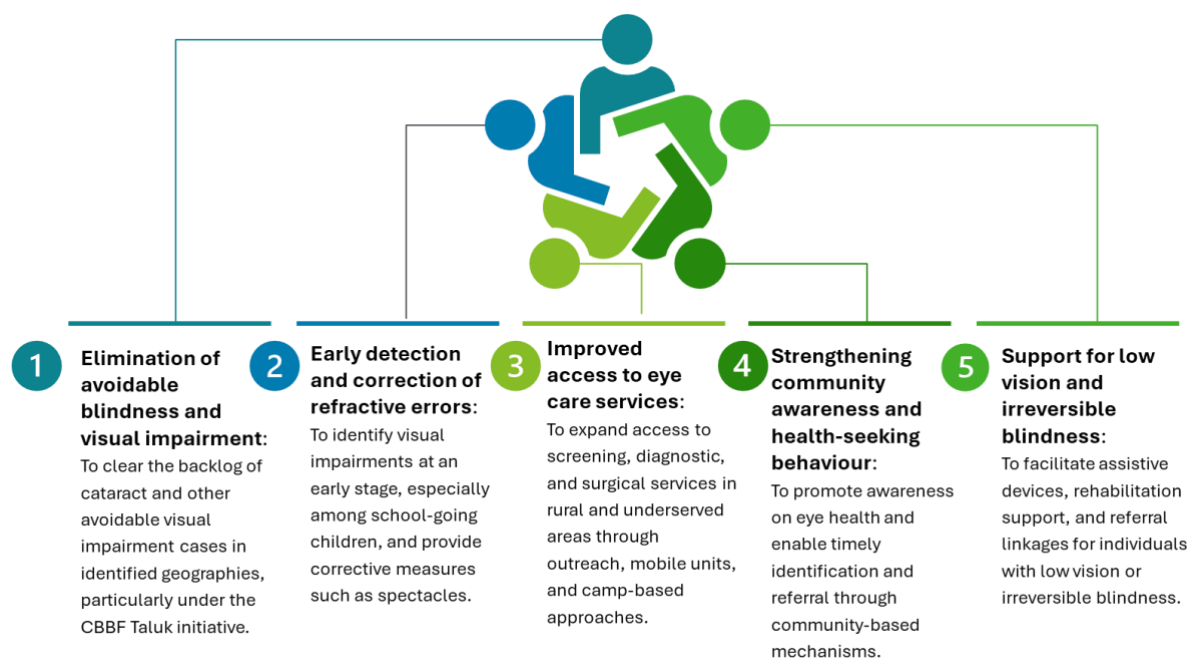 1
Elimination of
avoidable
blindness and
visual impairment:
To clear the backlog of
cataract and other
avoidable visual
impairment cases in
identified geographies,
particularly under the
CBBF Taluk initiative.
2
Early detection
and correction of
refractive errors:
To identify visual
impairments at an
early stage, especially
among school-going
children, and provide
corrective measures
such as spectacles.
3
Improved
access to eye
care services:
To expand access to
screening, diagnostic,
and surgical services in
rural and underserved
areas through
outreach, mobile units,
and camp-based
approaches.
4
Strengthening
community
awareness and
health-seeking
behaviour:
To promote awareness
on eye health and
enable timely
identification and
referral through
community-based
mechanisms.
5
Support for low
vision and
irreversible
blindness:
To facilitate assistive
devices, rehabilitation
support, and referral
linkages for individuals
with low vision or
irreversible blindness.